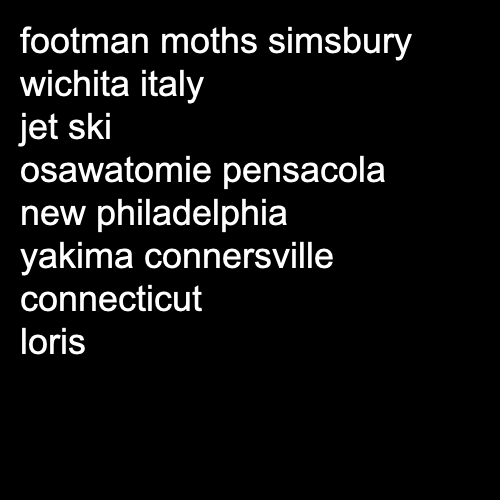 footman moths simsbury
wichita italy
jet ski
osawatomie pensacola
new philadelphia
yakima connersville
connecticut
loris